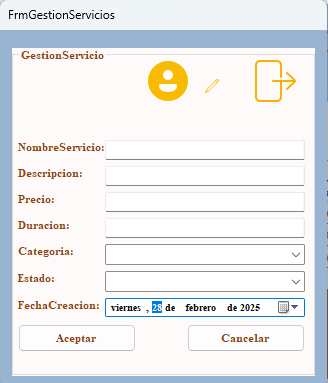 FrmGestionServicios
GestionServicio
NombreServicio:
Descripcion:
Precio:
Duracion:
Categoria:
Estado:
FechaCreacion: viernes , 28 de febrero de 2025
Aceptar Cancelar